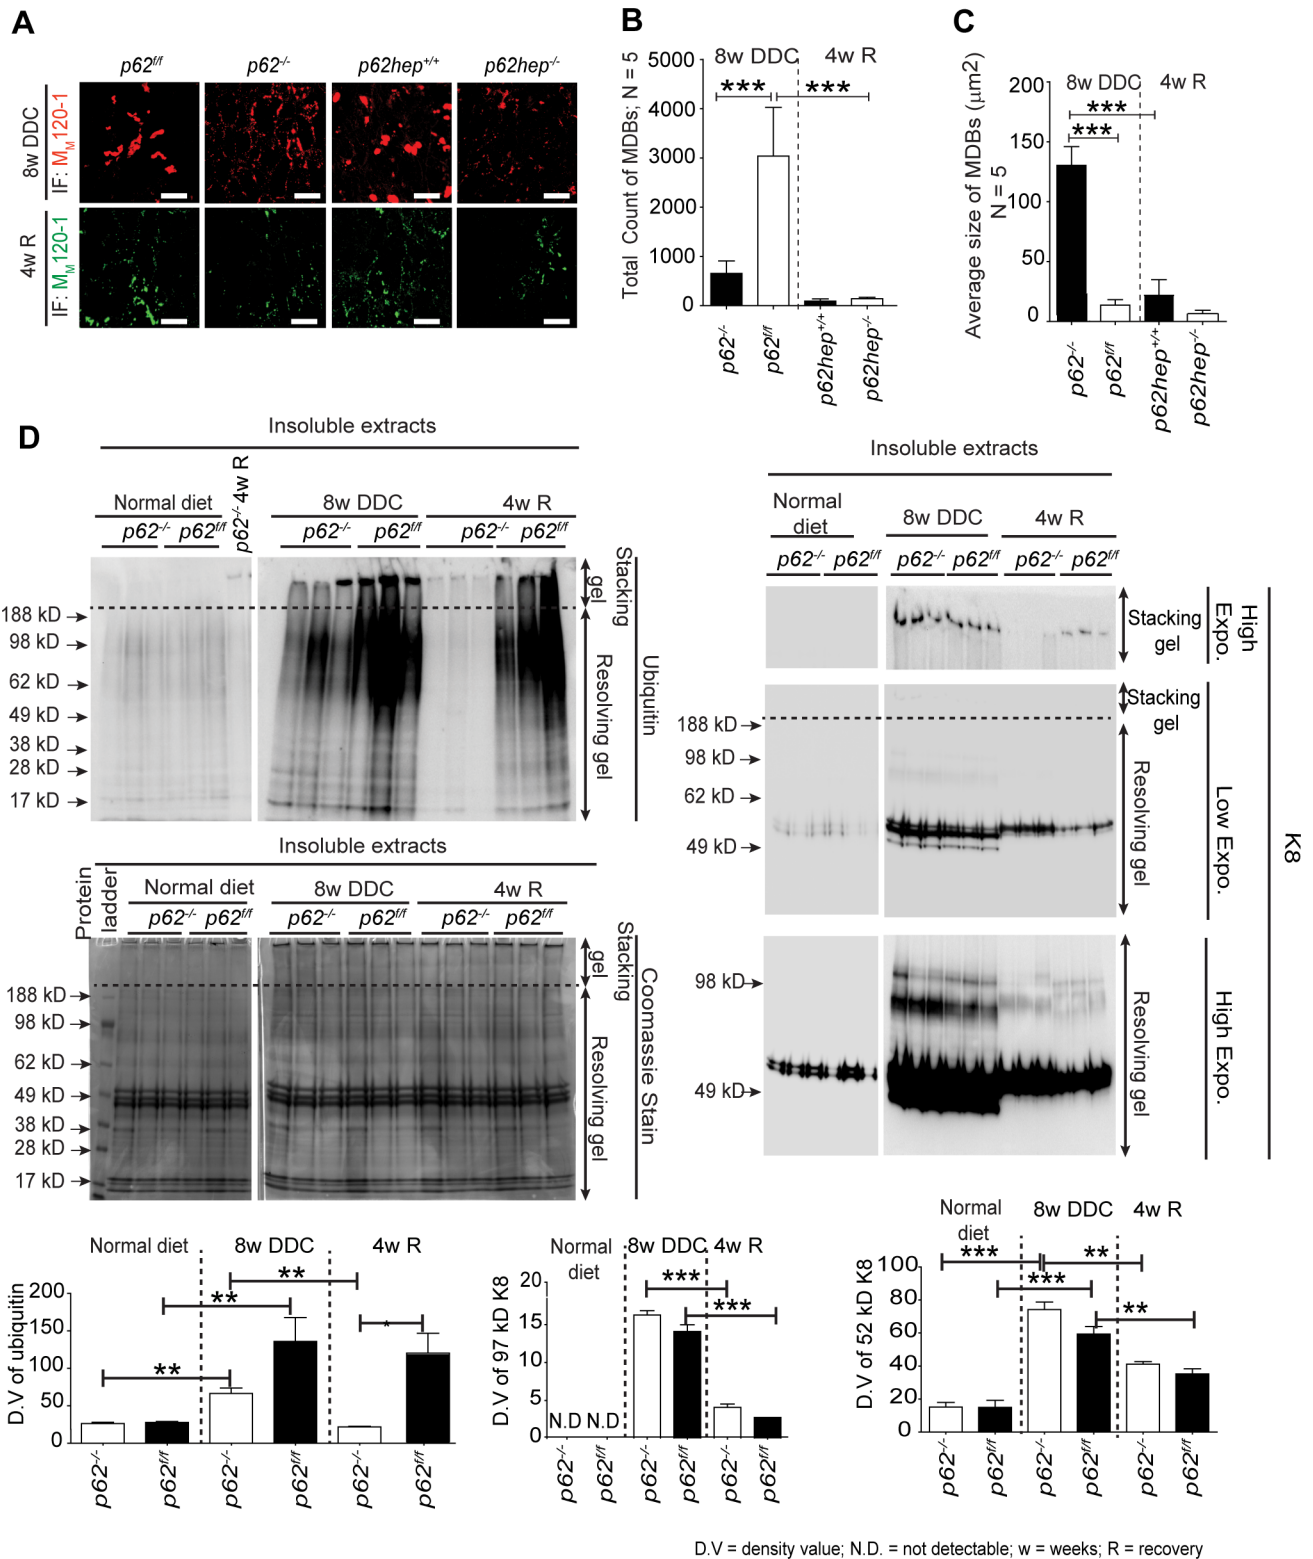 A
p62f/f p62-/- p62hep+/+ p62hep-/-
8w DDC
IF: MM120-1
4w R
IF: MM120-1
B
8w DDC 4w R
Total Count of MDBs; N = 5
5000
4000
3000
2000
1000
0
*** ***
p62-/- p62f/f p62hep+/+ p62hep-/-
C
8w DDC 4w R
Average size of MDBs (µm2)
N = 5
200
150
100
50
0
***
***
p62-/- p62f/f p62hep+/+ p62hep-/-
D
Insoluble extracts
Normal diet p62-/- 4w R 8w DDC 4w R
p62-/- p62f/f p62-/- p62f/f p62-/- p62f/f
188 kD
98 kD
62 kD
49 kD
38 kD
28 kD
17 kD
Stacking
gel
Resolving gel
Ubiquitin
Insoluble extracts
Protein
ladder
Normal diet 8w DDC 4w R
p62-/- p62f/f p62-/- p62f/f p62-/- p62f/f
188 kD
98 kD
62 kD
49 kD
38 kD
28 kD
17 kD
Stacking
gel
Resolving gel
Coomassie Stain
Insoluble extracts
Normal
diet
8w DDC 4w R
p62-/- p62f/f p62-/- p62f/f p62-/- p62f/f
Stacking
gel
High
Expo.
Stacking
gel
188 kD
98 kD
62 kD
49 kD
Resolving gel
Low Expo.
98 kD
49 kD
Resolving gel
High Expo.
K8
Normal diet 8w DDC 4w R
D.V of ubiquitin
200
150
100
50
0
**
**
*
**
p62-/- p62f/f p62-/- p62f/f p62-/- p62f/f
Normal
diet
8w DDC 4w R
D.V of 97 kD K8
20
15
10
5
0
***
***
N.D N.D
p62-/- p62f/f p62-/- p62f/f p62-/- p62f/f
Normal
diet
8w DDC 4w R
D.V of 52 kD K8
100
80
60
40
20
0
*** **
***
**
p62-/- p62f/f p62-/- p62f/f p62-/- p62f/f
D.V = density value; N.D. = not detectable; w = weeks; R = recovery